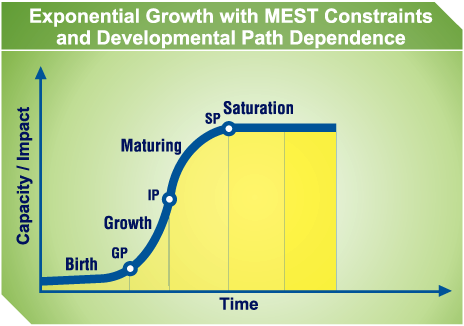 Exponential Growth with MEST Constraints
and Developmental Path Dependence
Capacity / Impact
SP
Saturation
Maturing
IP
Growth
GP
Birth
Time